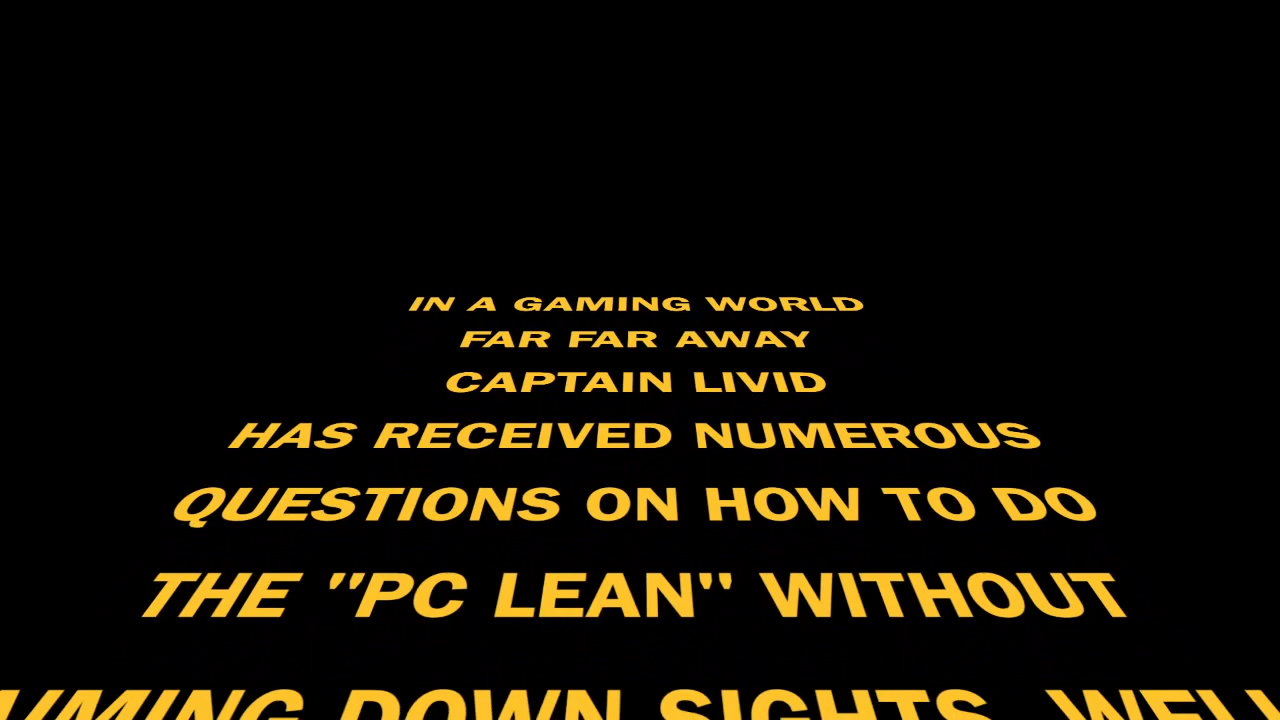 IN A GAMING WORLD
FAR FAR AWAY
CAPTAIN LIVID
HAS RECEIVED NUMEROUS
QUESTIONS ON HOW TO DO
THE "PC LEAN" WITHOUT
DOWN SIGHTS